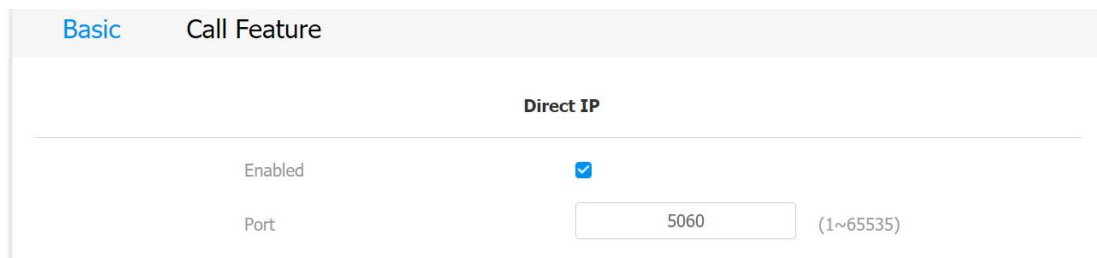 Basic Call Feature
Direct IP
Enabled
Port 5060 (1~65535)